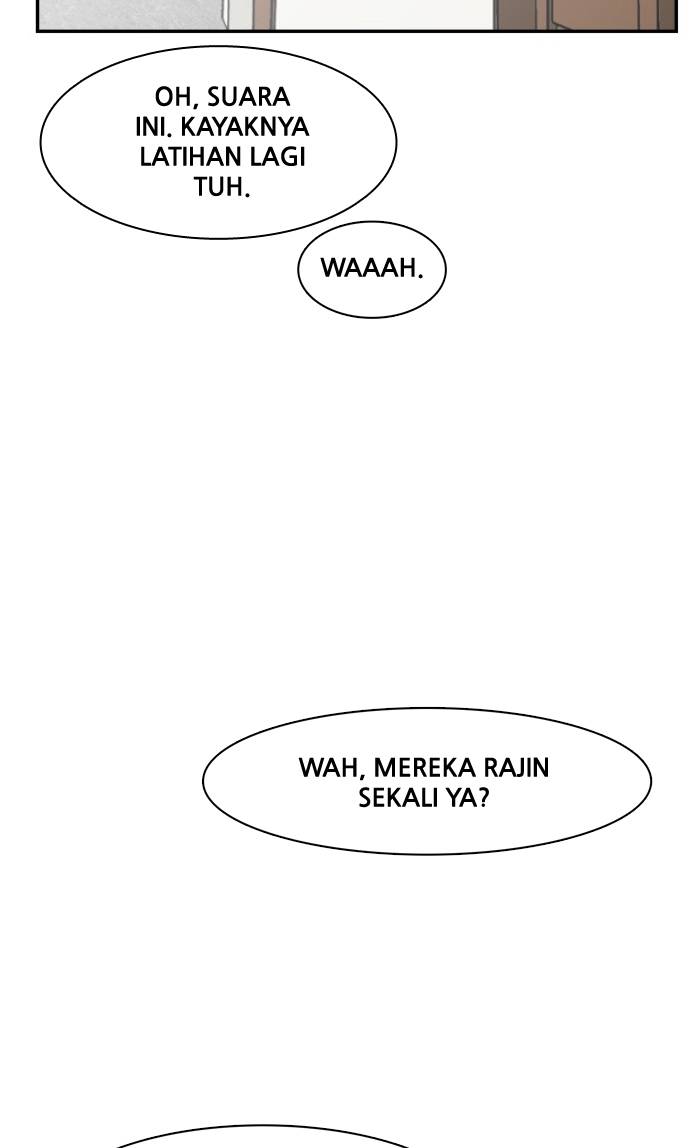 OH, SUARA
INI. KAYAKNYA
LATIHAN LAGI
TUH.
WAAAH.
WAH, MEREKA RAJIN
SEKALI YA?